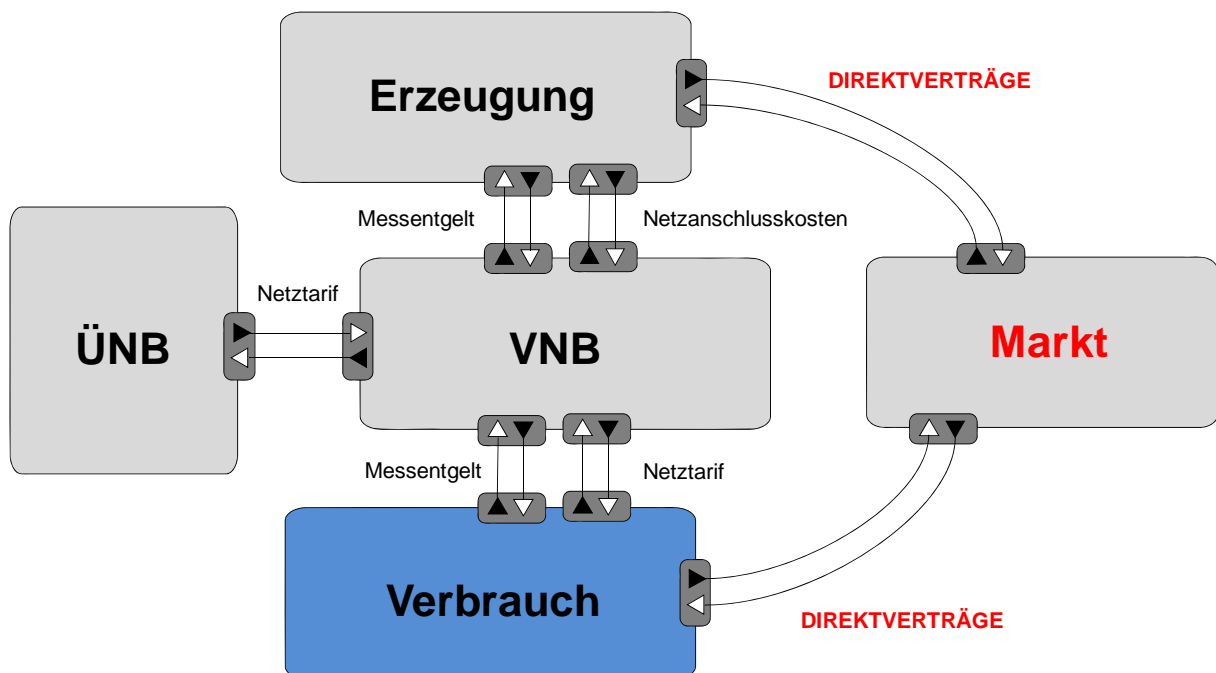 Erzeugung
DIREKTVERTRÄGE
Messentgelt
Netzanschlusskosten
Netztarif
ÜNB
VNB
Markt
Messentgelt
Netztarif
Verbrauch
DIREKTVERTRÄGE